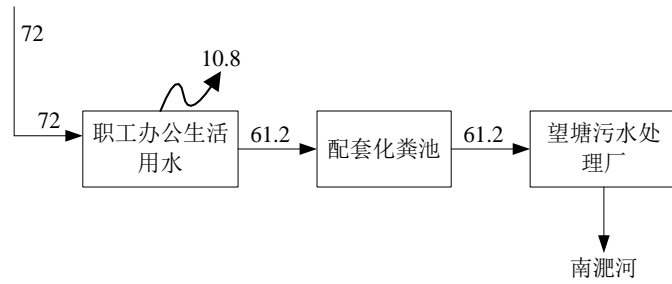 72
10.8
72
职工办公生活
用水
61.2
配套化粪池
61.2
望塘污水处
理厂
南淝河